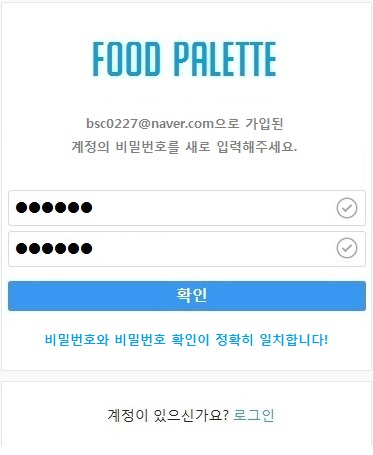 FOOD PALETTE
bsc0227@naver.com으로 가입된
계정의 비밀번호를 새로 입력해주세요.
●●●●●●
●●●●●●
확인
비밀번호와 비밀번호 확인이 정확히 일치합니다!
계정이 있으신가요? 로그인